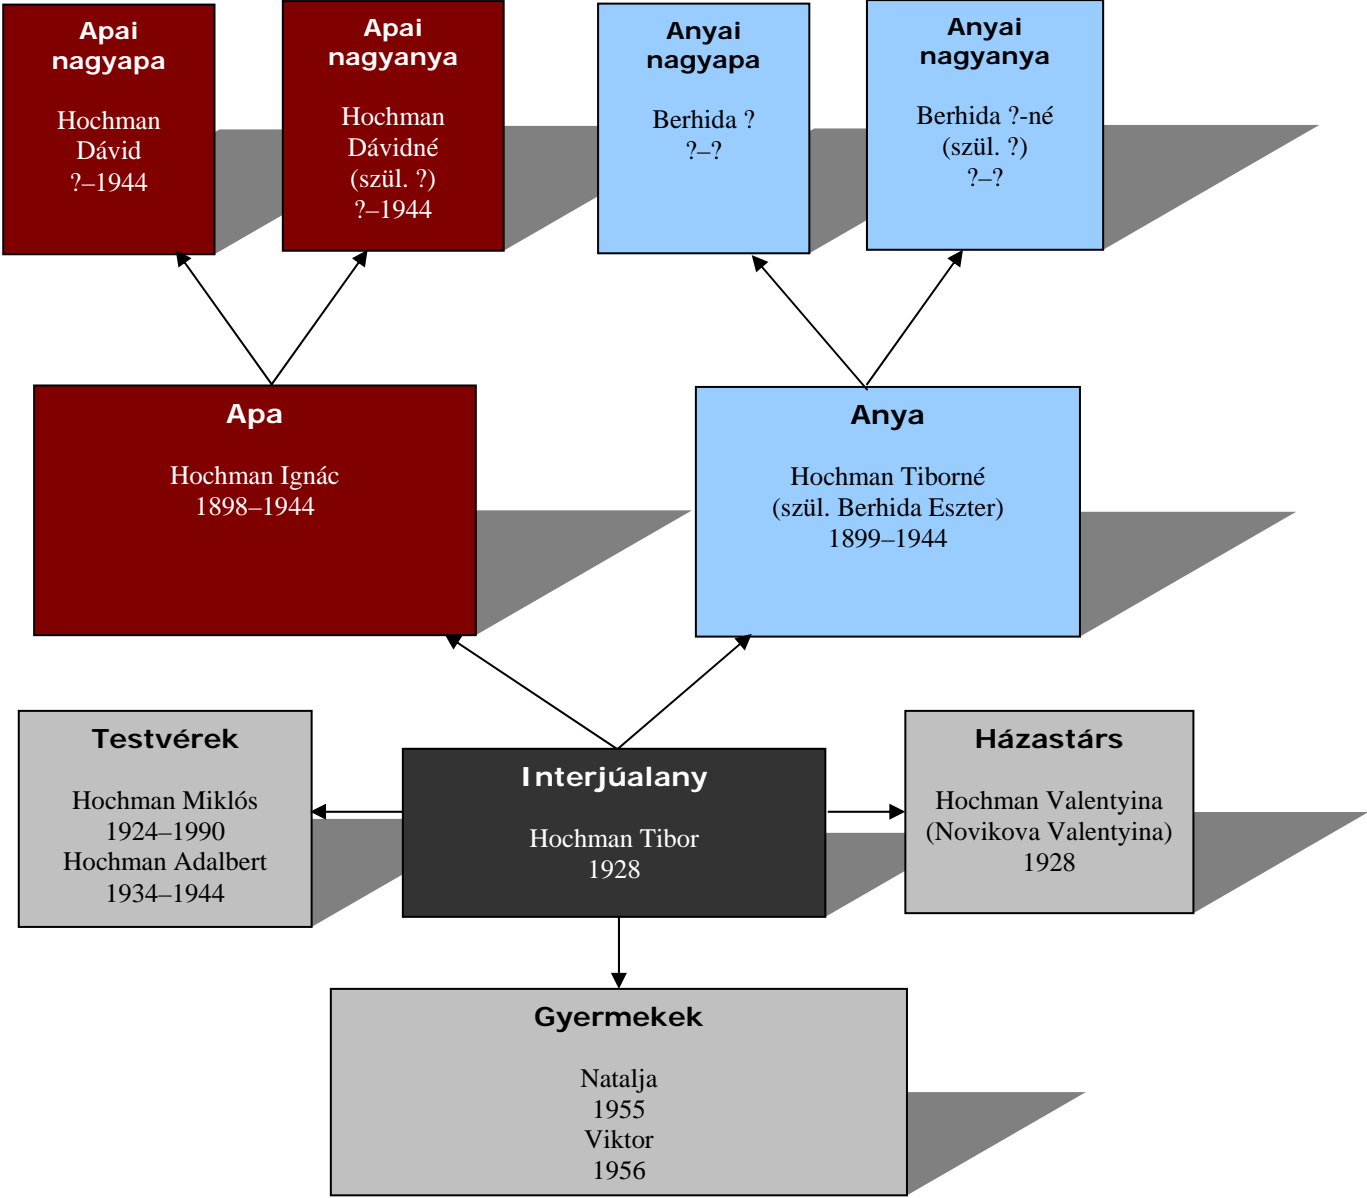 Apai
nagyapa
Hochman
Dávid
?–1944
Apai
nagyanya
Hochman
Dávidné
(szül. ?)
?–1944
Anyai
nagyapa
Berhida ?
?–?
Anyai
nagyanya
Berhida ?-né
(szül. ?)
?–?
Apa
Hochman Ignác
1898–1944
Anya
Hochman Tiborné
(szül. Berhida Eszter)
1899–1944
Testvérek
Hochman Miklós
1924–1990
Hochman Adalbert
1934–1944
Interjúalany
Hochman Tibor
1928
Házastárs
Hochman Valentyina
(Novikova Valentyina)
1928
Gyermekek
Natalja
1955
Viktor
1956